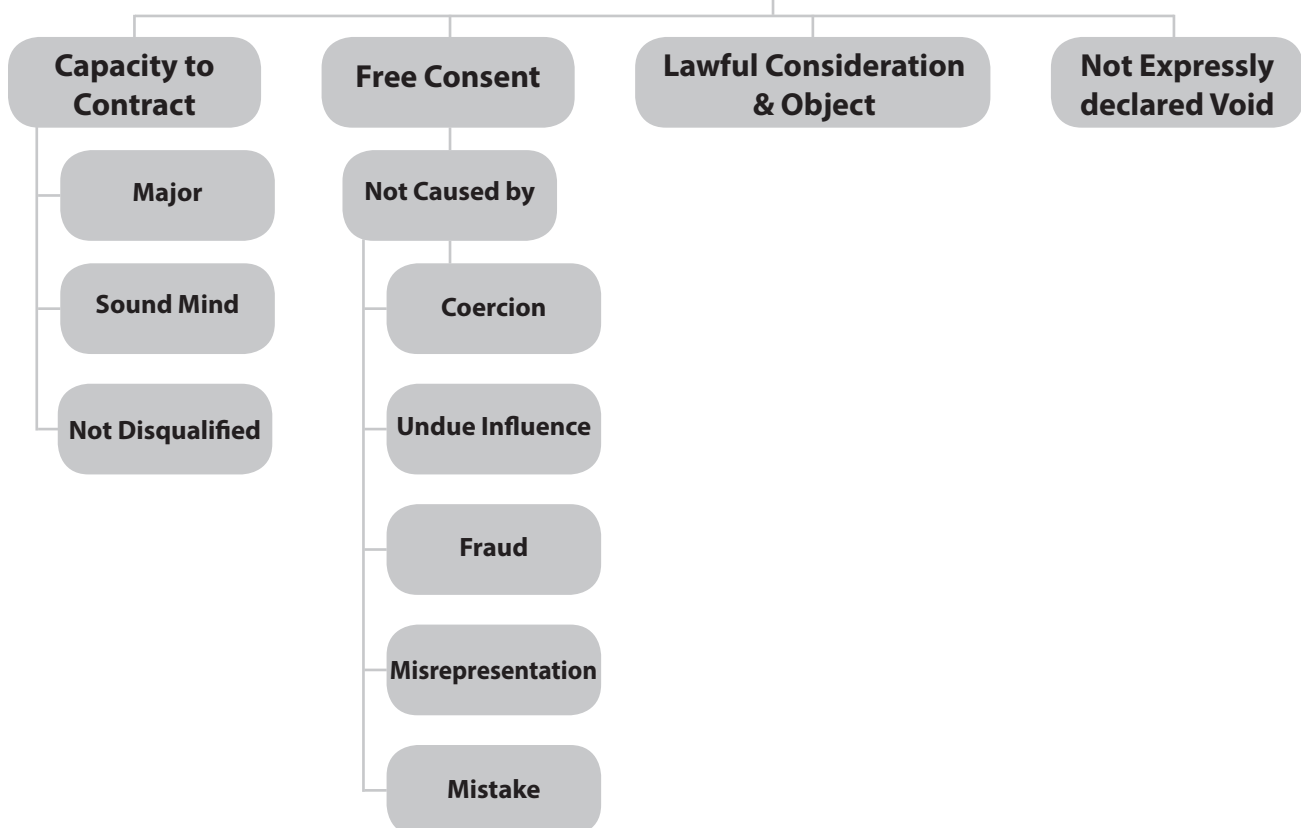 Capacity to
Contract
Free Consent
Lawful Consideration
& Object
Not Expressly
declared Void
Major
Sound Mind
Not Disqualified
Not Caused by
Coercion
Undue Influence
Fraud
Misrepresentation
Mistake